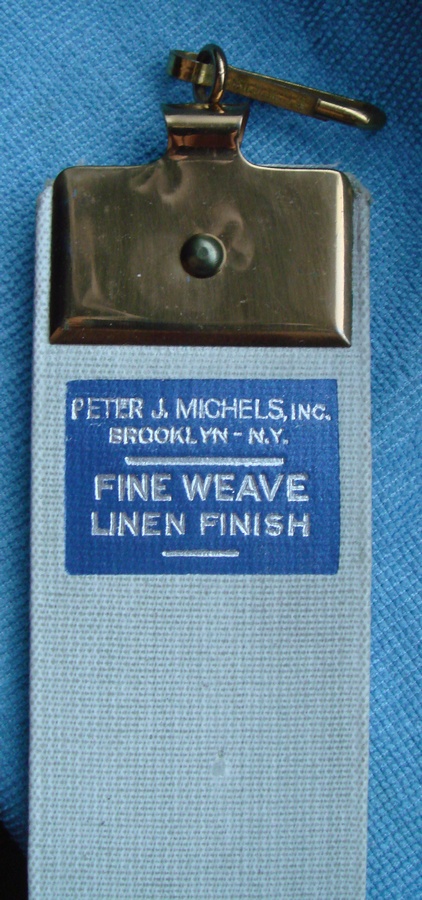 PETER J. MICHELS, INC.
BROOKLYN - N.Y.
FINE WEAVE
LINEN FINISH